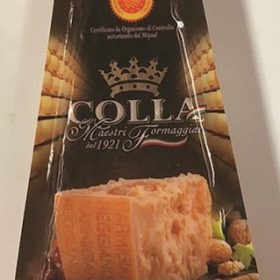 Certificato da Organismo di Controllo
autorizzato dal Mipaaf
COLLA
Maestri Formaggiai
dal 1921